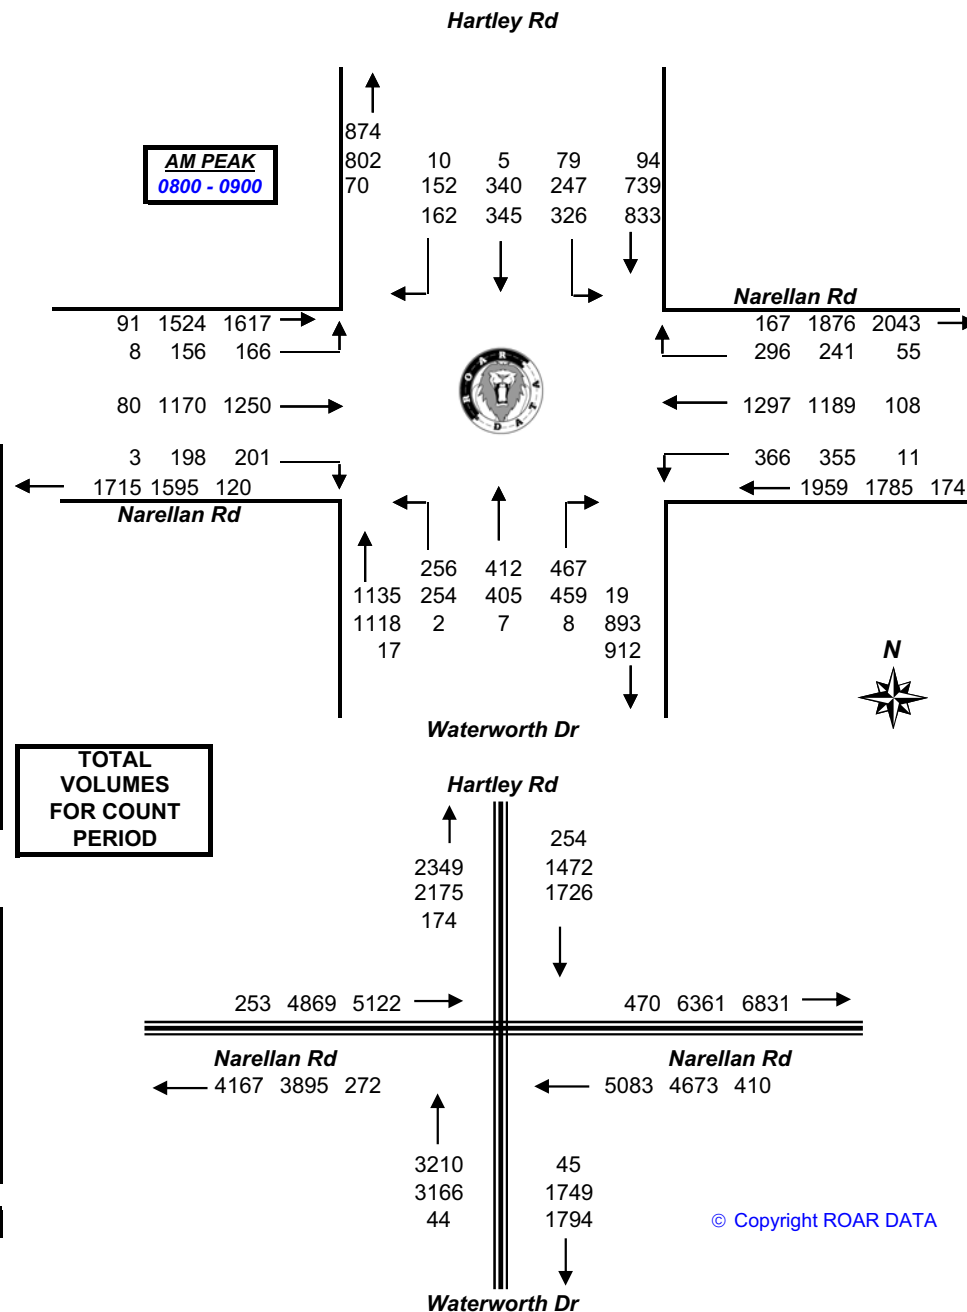 Hartley Rd
874
AM PEAK
802 10 5 79 94
0800 - 0900
70 152 340 247 739
162 345 326 833
Narellan Rd
91 1524 1617 167 1876 2043
8 156 166 296 241 55
ROAR DATA
80 1170 1250 1297 1189 108
3 198 201 366 355 11
1715 1595 120 1959 1785 174
Narellan Rd
256 412 467
1135 254 405 459 19
1118 2 7 8 893
17 912
N
Waterworth Dr
TOTAL
VOLUMES
FOR COUNT
PERIOD
Hartley Rd
254
2349 1472
2175 1726
174
253 4869 5122 470 6361 6831
Narellan Rd Narellan Rd
4167 3895 272 5083 4673 410
3210 45
3166 1749
44 1794
© Copyright ROAR DATA
Waterworth Dr